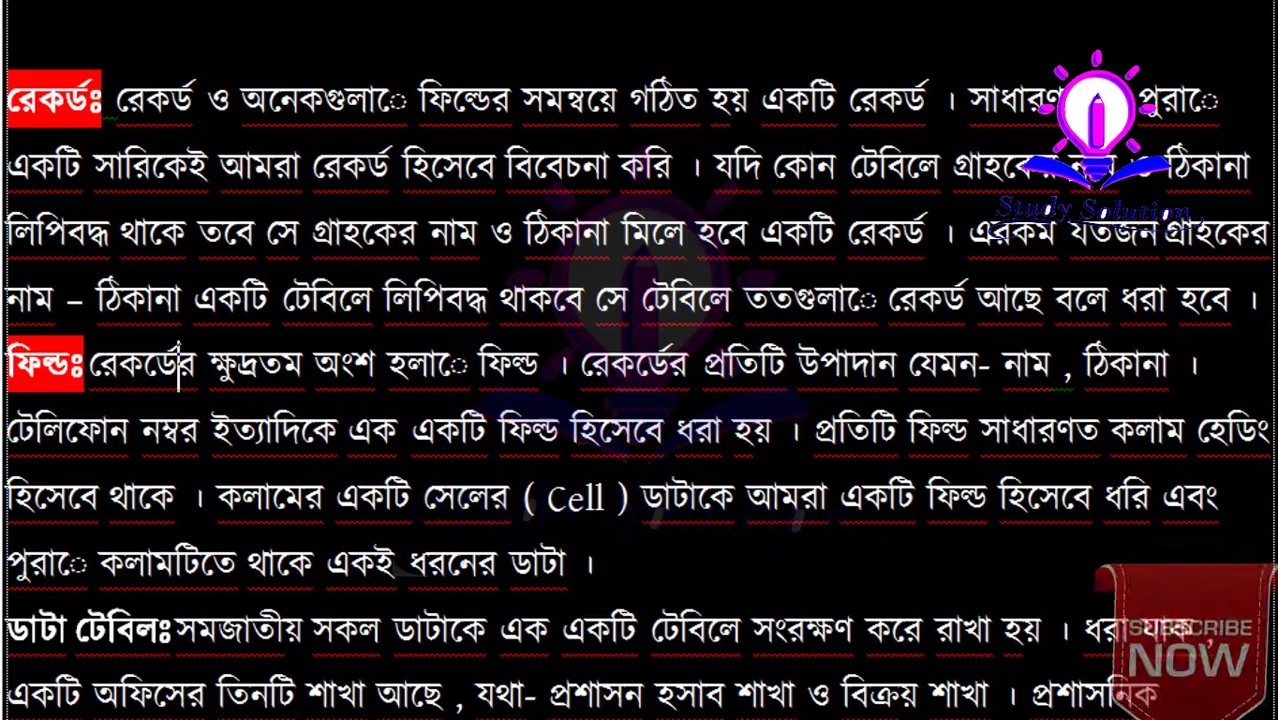 রেকর্ডঃ রেকর্ড ও অনেকগুলাে ফিল্ডের সমন্বয়ে গঠিত হয় একটি রেকর্ড । সাধারণ পুরাে
একটি সারিকেই আমরা রেকর্ড হিসেবে বিবেচনা করি । যদি কোন টেবিলে গ্রাহকের নাম ও ঠিকানা
লিপিবদ্ধ থাকে তবে সে গ্রাহকের নাম ও ঠিকানা মিলে হবে একটি রেকর্ড । এরকম যতজন গ্রাহকের
নাম – ঠিকানা একটি টেবিলে লিপিবদ্ধ থাকবে সে টেবিলে ততগুলাে রেকর্ড আছে বলে ধরা হবে ।
ফিল্ডঃ রেকর্ডের ক্ষুদ্রতম অংশ হলাে ফিল্ড । রেকর্ডের প্রতিটি উপাদান যেমন- নাম , ঠিকানা ।
টেলিফোন নম্বর ইত্যাদিকে এক একটি ফিল্ড হিসেবে ধরা হয় । প্রতিটি ফিল্ড সাধারণত কলাম হেডিং
হিসেবে থাকে । কলামের একটি সেলের ( Cell ) ডাটাকে আমরা একটি ফিল্ড হিসেবে ধরি এবং
পুরাে কলামটিতে থাকে একই ধরনের ডাটা ।
ডাটা টেবিলঃ সমজাতীয় সকল ডাটাকে এক একটি টেবিলে সংরক্ষণ করে রাখা হয় । ধরা যাক ,
একটি অফিসের তিনটি শাখা আছে , যথা- প্রশাসন হসাব শাখা ও বিক্রয় শাখা । প্রশাসনিক
Study Solution
SUBSCRIBE
NOW